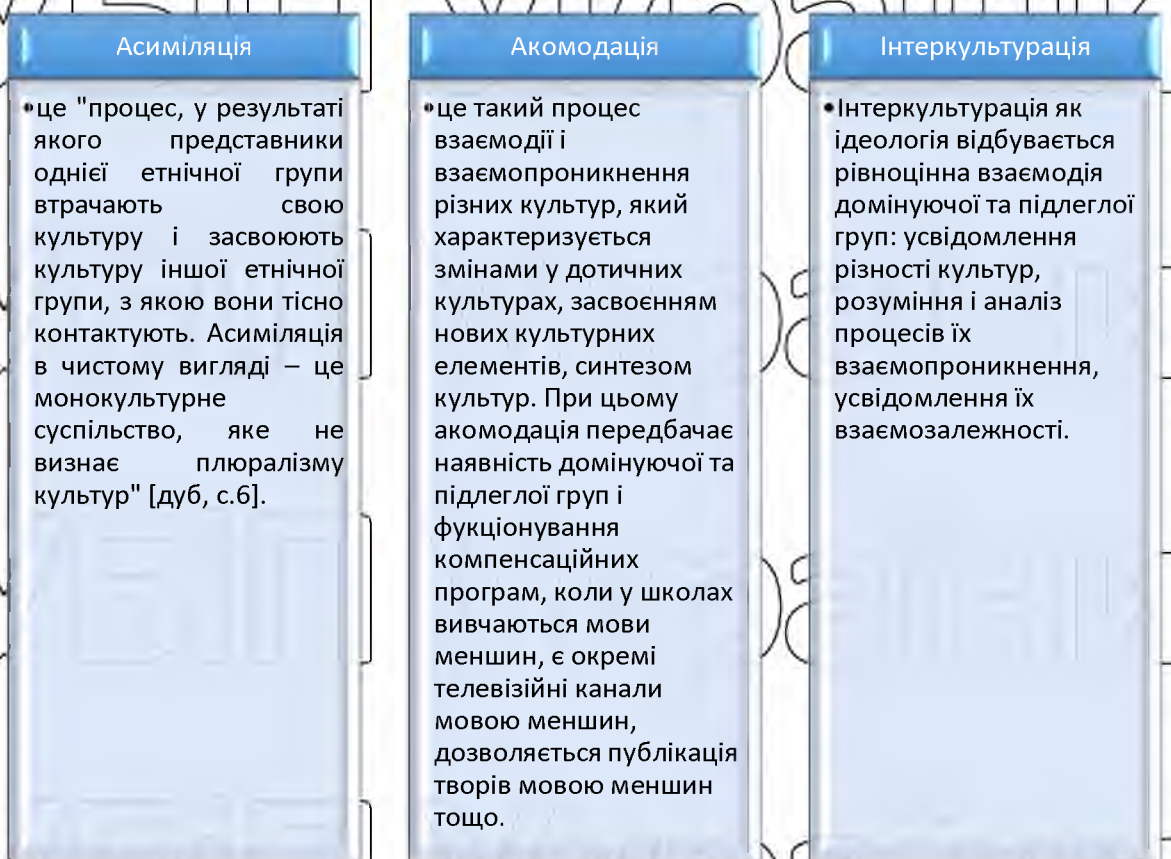 Асиміляція
•це "процес, у результаті
якого представники
однієї етнічної групи
втрачають свою
культуру і засвоюють
культуру іншої етнічної
групи, з якою вони тісно
контактують. Асиміляція
в чистому вигляді – це
монокультурне
суспільство, яке не
визнає плюралізму
культур" [дуб, с.6].
Акомодація
•це такий процес
взаємодії і
взаємопроникнення
різних культур, який
характеризується
змінами у дотичних
культурах, засвоєнням
нових культурних
елементів, синтезом
культур. При цьому
акомодація передбачає
наявність домінуючої та
підлеглої груп і
фукціонування
компенсаційних
програм, коли у школах
вивчаються мови
меншин, є окремі
телевізійні канали
мовою меншин,
дозволяється публікація
творів мовою меншин
тощо.
Інтеркультурація
•Інтеркультурація як
ідеологія відбувається
рівноцінна взаємодія
домінуючої та підлеглої
груп: усвідомлення
різності культур,
розуміння і аналіз
процесів їх
взаємопроникнення,
усвідомлення їх
взаємозалежності.